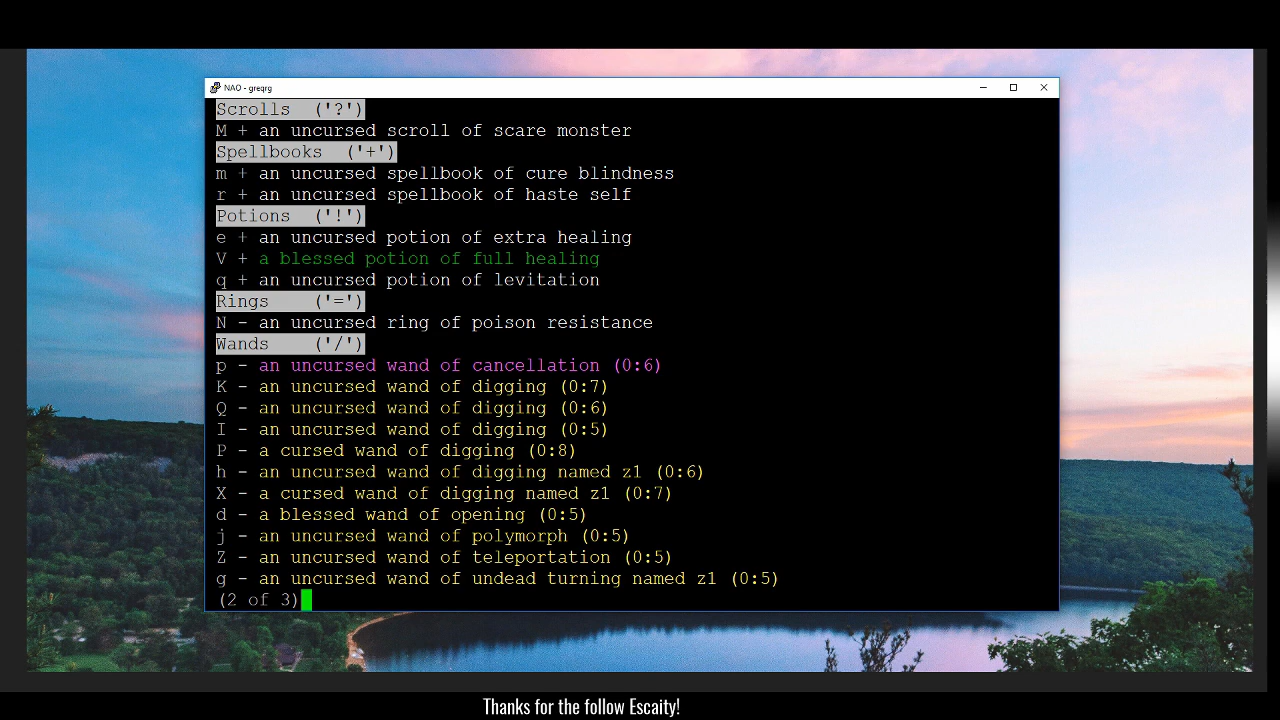 NAO - greqrg
Scrolls ('?')
M + an uncursed scroll of scare monster
Spellbooks ('+')
m + an uncursed spellbook of cure blindness
r + an uncursed spellbook of haste self
Potions ('!')
e + an uncursed potion of extra healing
V + a blessed potion of full healing
q + an uncursed potion of levitation
Rings ('=')
N - an uncursed ring of poison resistance
Wands ('/')
p - an uncursed wand of cancellation (0:6)
K - an uncursed wand of digging (0:7)
Q - an uncursed wand of digging (0:6)
I - an uncursed wand of digging (0:5)
P - a cursed wand of digging (0:8)
h - an uncursed wand of digging named z1 (0:6)
X - a cursed wand of digging named z1 (0:7)
d - a blessed wand of opening (0:5)
j - an uncursed wand of polymorph (0:5)
Z - an uncursed wand of teleportation (0:5)
g - an uncursed wand of undead turning named z1 (0:5)
(2 of 3)
Thanks for the follow Escaity!